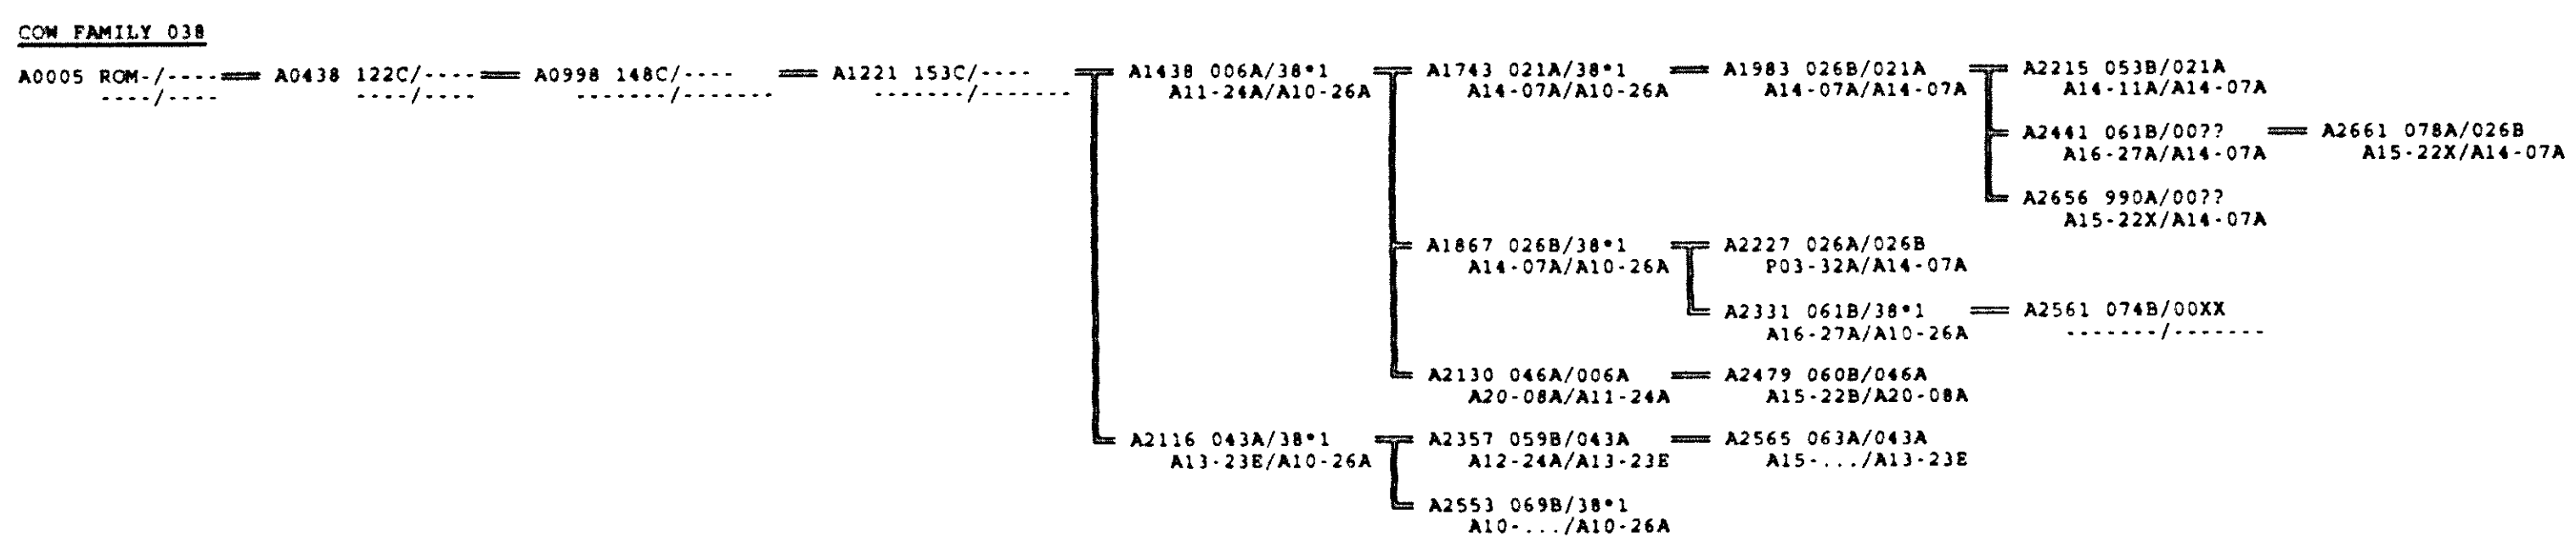 COW FAMILY 038
A0005 ROM-/---- A0438 122C/---- A0998 148C/---- A1221 153C/---- A1438 006A/38*1 A1743 021A/38*1 A1983 026B/021A A2215 053B/021A
----/---- ----/---- -------/------- -------/------- A11-24A/A10-26A A14-07A/A10-26A A14-07A/A14-07A A14-11A/A14-07A
A2441 061B/00?? A2661 078A/026B
A16-27A/A14-07A A15-22X/A14-07A
A2656 990A/00??
A15-22X/A14-07A
A1867 026B/38*1 A2227 026A/026B
A14-07A/A10-26A P03-32A/A14-07A
A2331 061B/38*1 A2561 074B/00XX
A16-27A/A10-26A -------/-------
A2130 046A/006A A2479 060B/046A
A20-08A/A11-24A A15-22B/A20-08A
A2116 043A/38*1 A2357 059B/043A A2565 063A/043A
A13-23E/A10-26A A12-24A/A13-23E A15-.../A13-23E
A2553 069B/38*1
A10-.../A10-26A